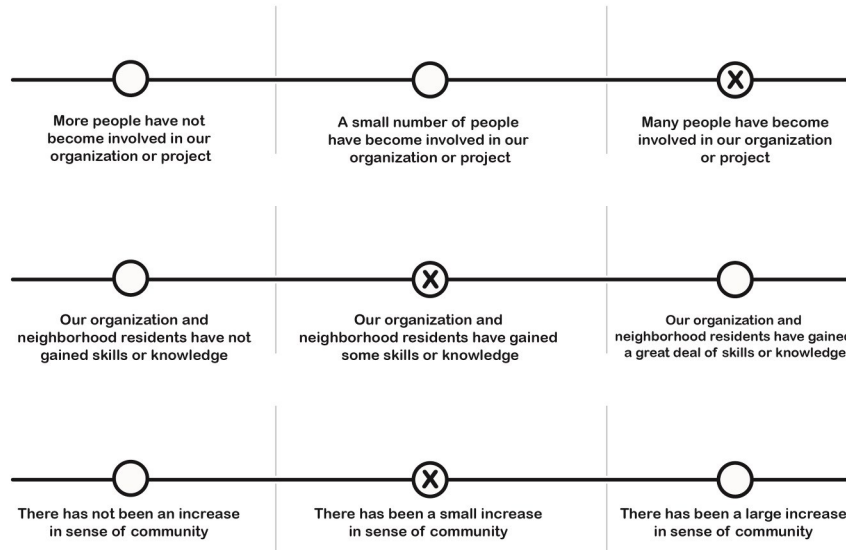 X
More people have not
become involved in our
organization or project
A small number of people
have become involved in our
organization or project
Many people have become
involved in our organization
or project
X
Our organization and
neighborhood residents have not
gained skills or knowledge
Our organization and
neighborhood residents have gained
some skills or knowledge
Our organization and
neighborhood residents have gained
a great deal of skills or knowledge
X
There has not been an increase
in sense of community
There has been a small increase
in sense of community
There has been a large increase
in sense of community